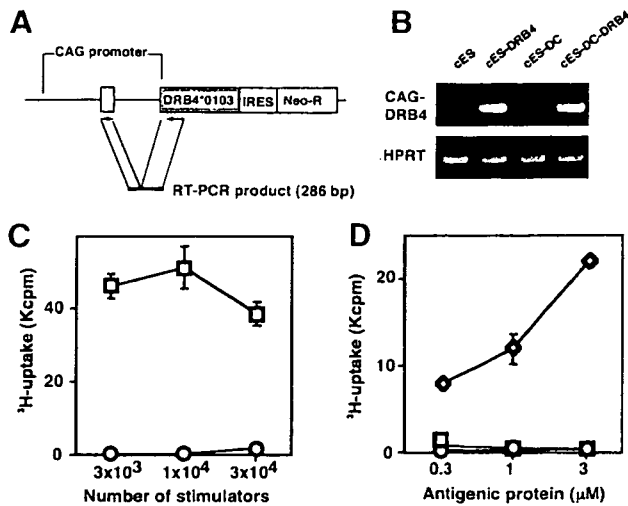 A
CAG promoter
DRB4*0103 IRES Neo-R
RT-PCR product (286 bp)
B
cES cES-DRB4 cES-DC cES-DC-DRB4
CAG-
DRB4
HPRT
C
³H-uptake (Kcpm)
40
20
0
3x10³ 1x10⁴ 3x10⁴
Number of stimulators
D
³H-uptake (Kcpm)
20
10
0
0.3 1 3
Antigenic protein (μM)